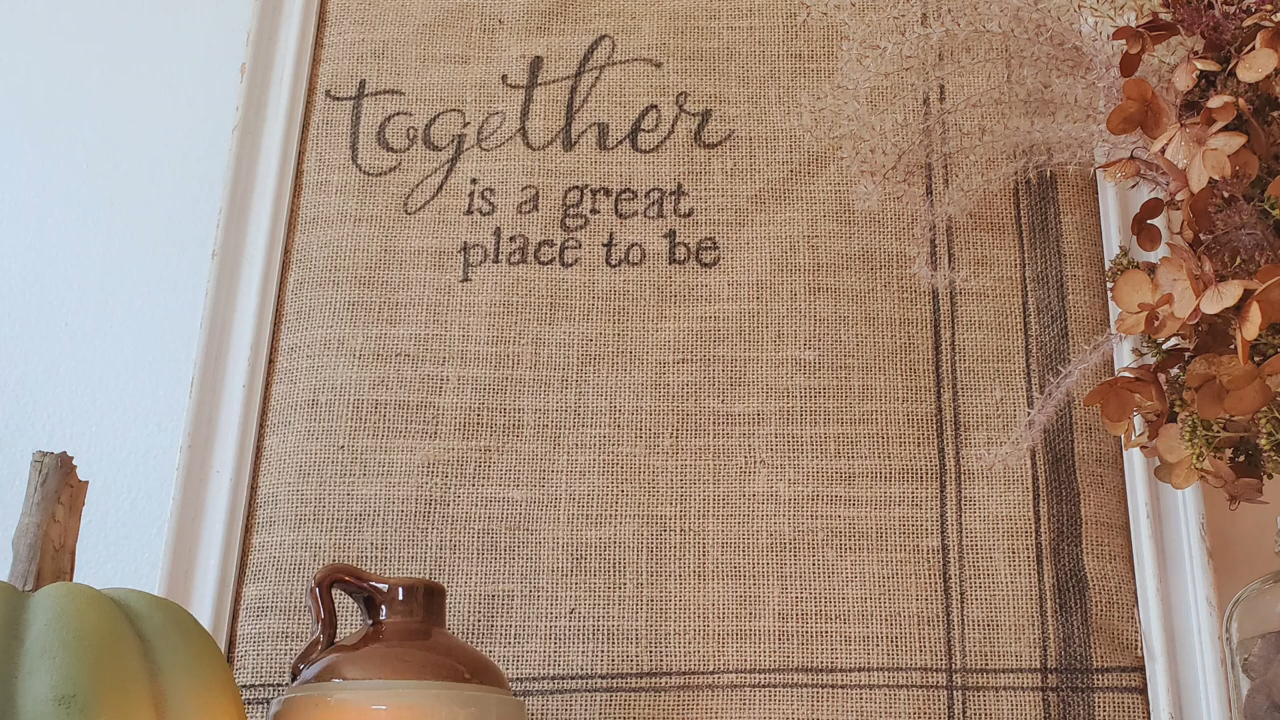 together
is a great
place to be